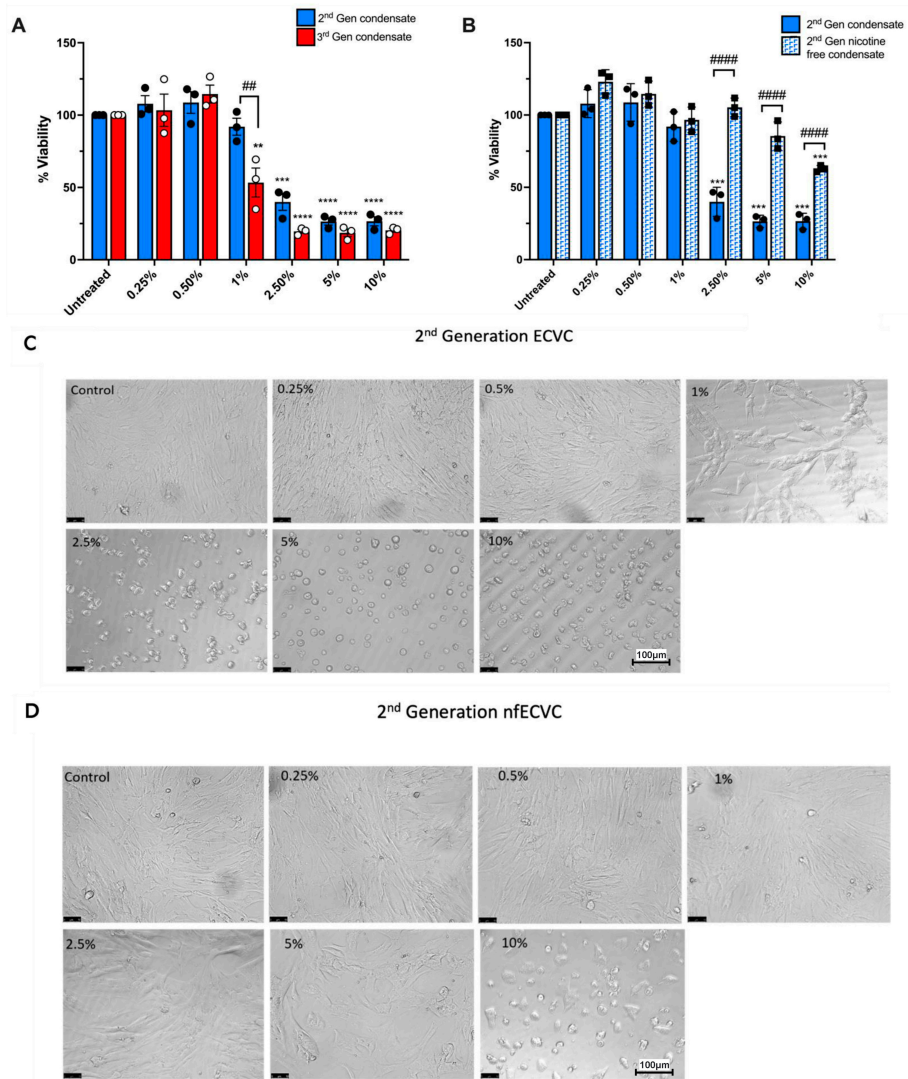 A
2nd Gen condensate
3rd Gen condensate
% Viability
150
100
50
0
##
**
***
****
****
****
****
****
Untreated
0.25%
0.50%
1%
2.50%
5%
10%
B
2nd Gen condensate
2nd Gen nicotine
free condensate
% Viability
150
100
50
0
####
####
####
***
***
***
***
Untreated
0.25%
0.50%
1%
2.50%
5%
10%
C
2nd Generation ECVC
Control
0.25%
0.5%
1%
2.5%
5%
10%
100µm
D
2nd Generation nfECVC
Control
0.25%
0.5%
1%
2.5%
5%
10%
100µm